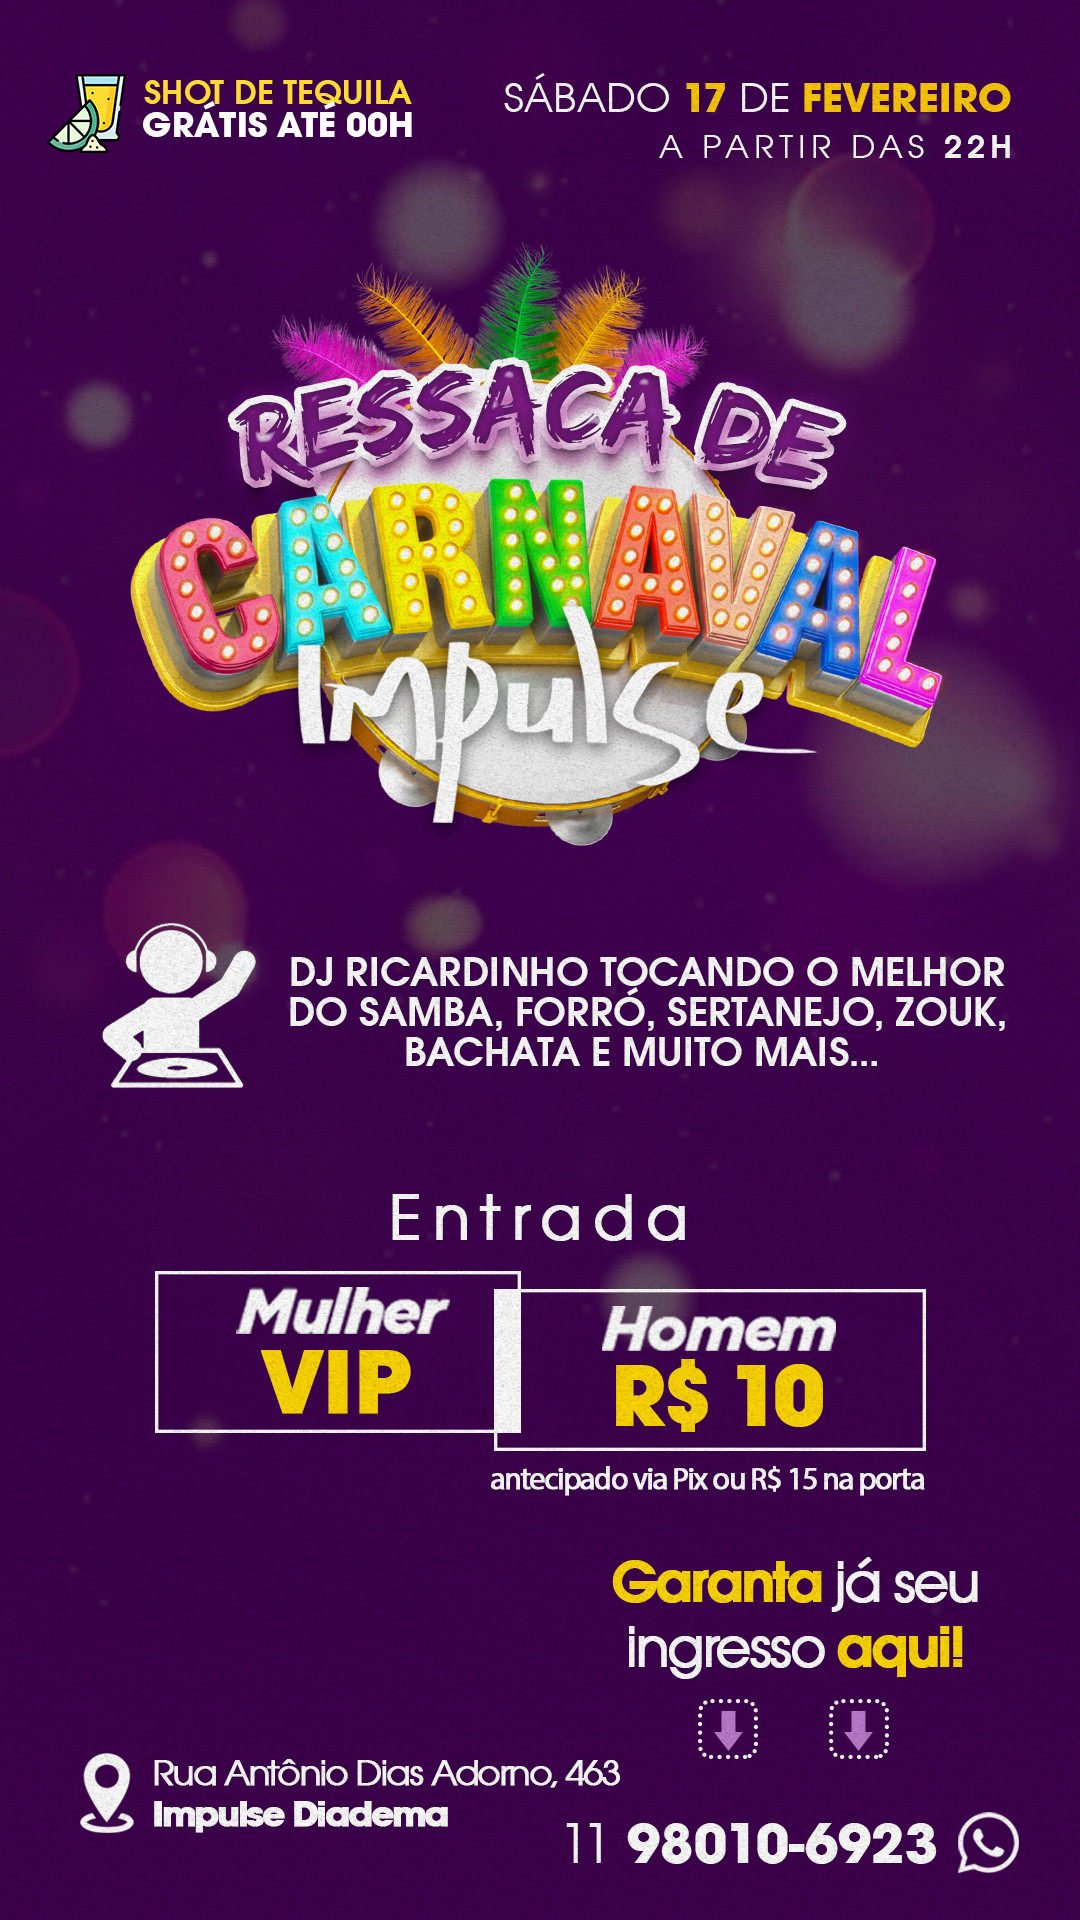 SHOT DE TEQUILA
GRÁTIS ATÉ 00H
SÁBADO 17 DE FEVEREIRO
A PARTIR DAS 22H
RESSACA DE
CARNAVAL
Impulse
DJ RICARDINHO TOCANDO O MELHOR
DO SAMBA, FORRÓ, SERTANEJO, ZOUK,
BACHATA E MUITO MAIS...
Entrada
Mulher
VIP
Homem
R$ 10
antecipado via Pix ou R$ 15 na porta
Garanta já seu
ingresso aqui!
Rua Antônio Dias Adorno, 463
Impulse Diadema
11 98010-6923